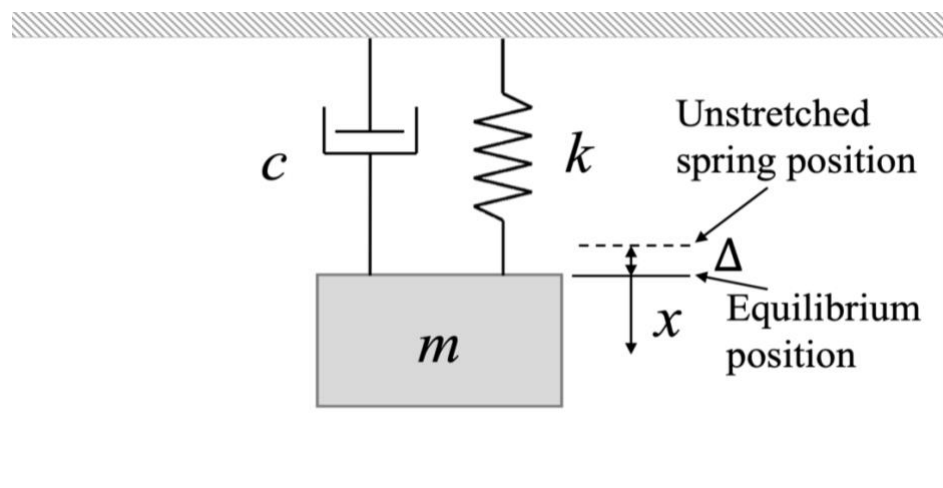 Unstretched
spring position
c
k
Δ
x
Equilibrium
position
m